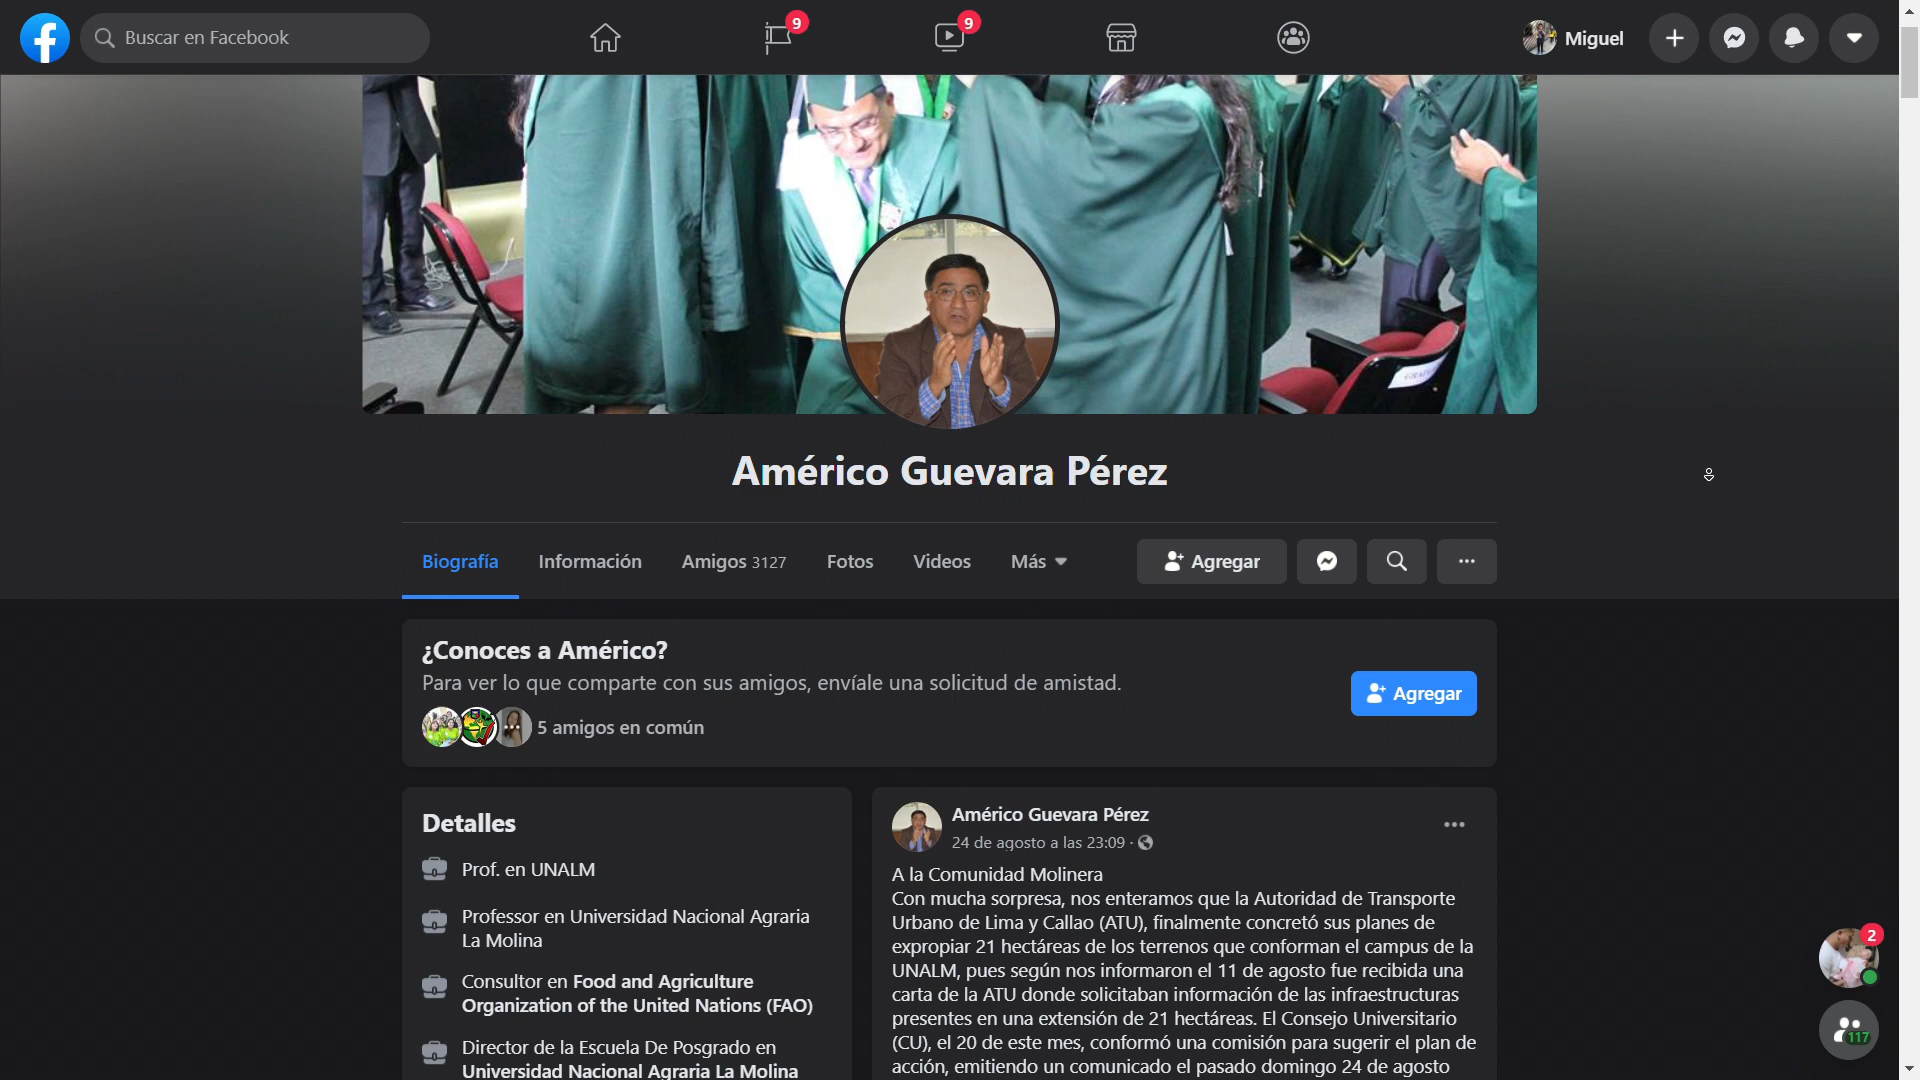 Buscar en Facebook
9
9
Miguel
Américo Guevara Pérez
Biografía
Información
Amigos 3127
Fotos
Videos
Más
Agregar
¿Conoces a Américo?
Para ver lo que comparte con sus amigos, envíale una solicitud de amistad.
Agregar
5 amigos en común
Detalles
Prof. en UNALM
Professor en Universidad Nacional Agraria
La Molina
Consultor en Food and Agriculture
Organization of the United Nations (FAO)
Director de la Escuela De Posgrado en
Universidad Nacional Agraria La Molina
Américo Guevara Pérez
24 de agosto a las 23:09 ·
A la Comunidad Molinera
Con mucha sorpresa, nos enteramos que la Autoridad de Transporte
Urbano de Lima y Callao (ATU), finalmente concretó sus planes de
expropiar 21 hectáreas de los terrenos que conforman el campus de la
UNALM, pues según nos informaron el 11 de agosto fue recibida una
carta de la ATU donde solicitaban información de las infraestructuras
presentes en una extensión de 21 hectáreas. El Consejo Universitario
(CU), el 20 de este mes, conformó una comisión para sugerir el plan de
acción, emitiendo un comunicado el pasado domingo 24 de agosto
2
117